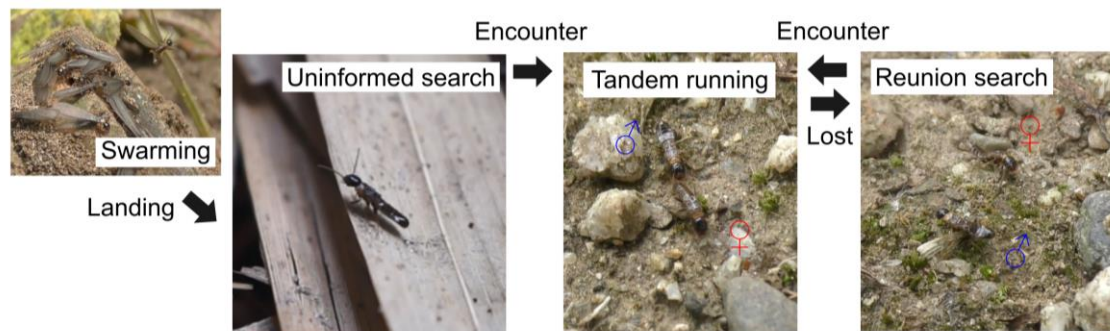 Swarming
Landing
Uninformed search
Encounter
Tandem running
Encounter
Lost
Reunion search